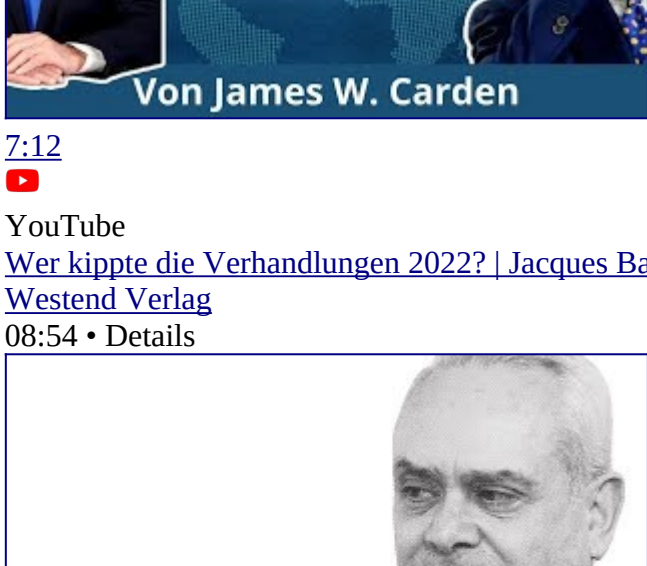 Von James W. Carden
7:12
YouTube
Wer kippte die Verhandlungen 2022? | Jacques Ba
Westend Verlag
08:54 • Details